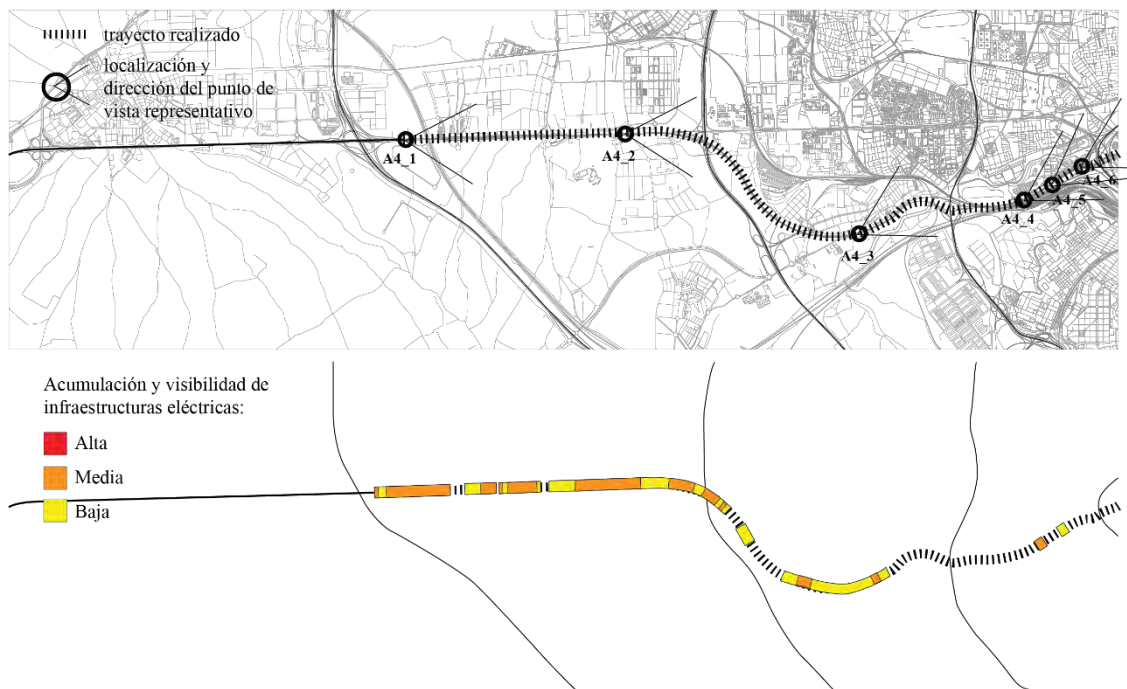 trayecto realizado
localización y
dirección del punto de
vista representativo
A4_1
A4_2
A4_3
A4_4
A4_5
A4_6
Acumulación y visibilidad de
infraestructuras eléctricas:
Alta
Media
Baja